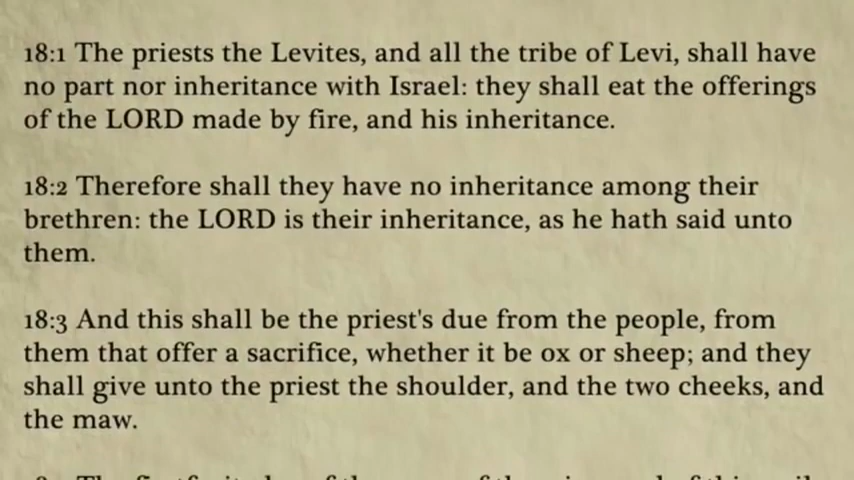 18:1 The priests the Levites, and all the tribe of Levi, shall have
no part nor inheritance with Israel: they shall eat the offerings
of the LORD made by fire, and his inheritance.
18:2 Therefore shall they have no inheritance among their
brethren: the LORD is their inheritance, as he hath said unto
them.
18:3 And this shall be the priest's due from the people, from
them that offer a sacrifice, whether it be ox or sheep; and they
shall give unto the priest the shoulder, and the two cheeks, and
the maw.